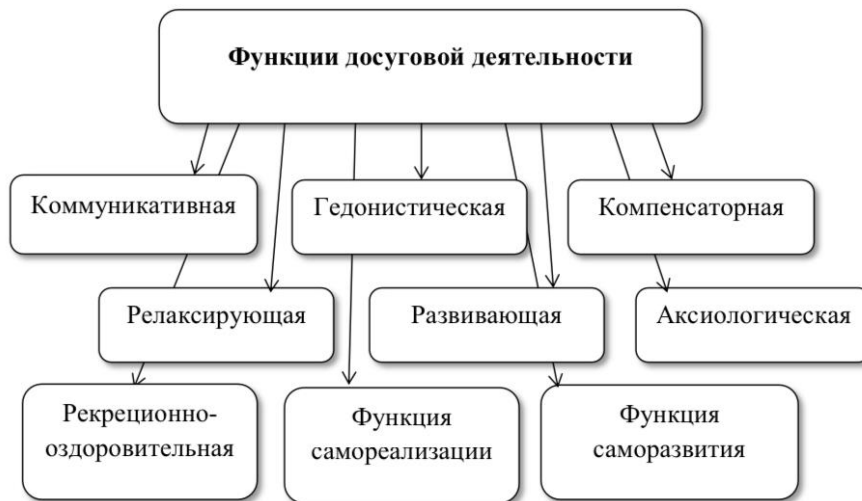 Функции досуговой деятельности
Коммуникативная
Гедонистическая
Компенсаторная
Релаксирующая
Развивающая
Аксиологическая
Рекреционно-
оздоровительная
Функция
самореализации
Функция
саморазвития